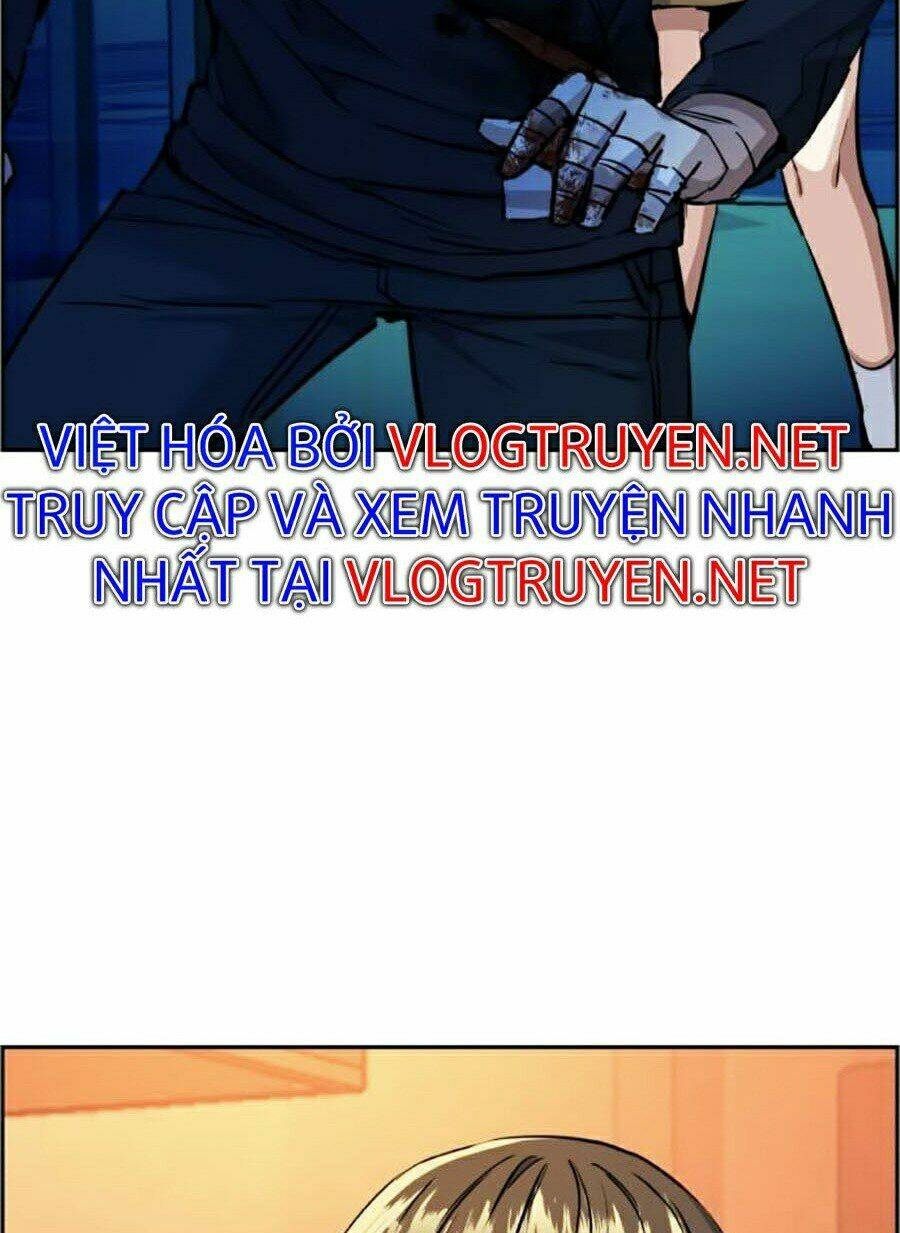 VIỆT HÓA BỞI VLOGTRUYEN.NET
TRUY CẬP VÀ XEM TRUYỆN NHANH
NHẤT TẠI VLOGTRUYEN.NET